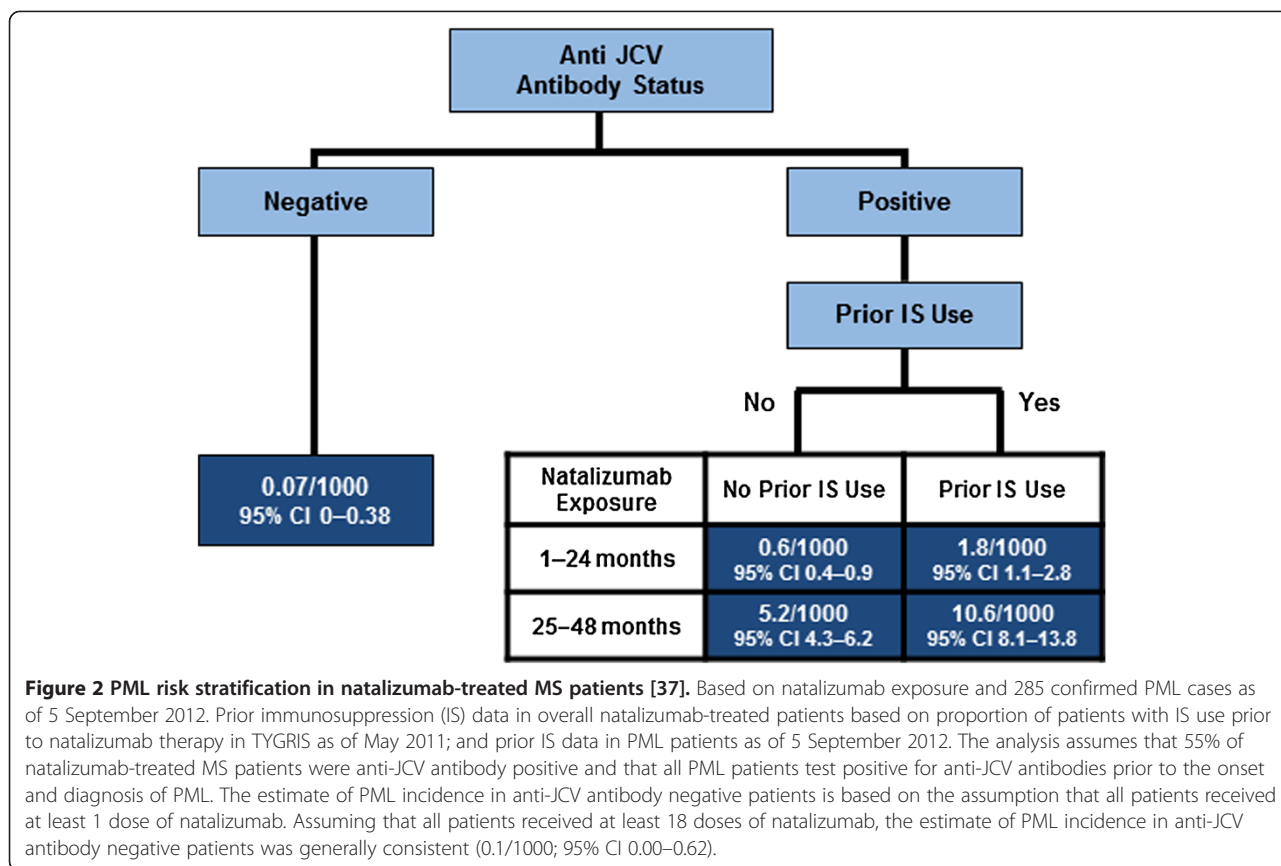 Anti JCV
Antibody Status
Negative
Positive
Prior IS Use
No
Yes
0.07/1000
95% CI 0–0.38
Natalizumab
Exposure
No Prior IS Use
Prior IS Use
1–24 months
0.6/1000
95% CI 0.4–0.9
1.8/1000
95% CI 1.1–2.8
25–48 months
5.2/1000
95% CI 4.3–6.2
10.6/1000
95% CI 8.1–13.8
Figure 2 PML risk stratification in natalizumab-treated MS patients [37]. Based on natalizumab exposure and 285 confirmed PML cases as
of 5 September 2012. Prior immunosuppression (IS) data in overall natalizumab-treated patients based on proportion of patients with IS use prior
to natalizumab therapy in TYGRIS as of May 2011; and prior IS data in PML patients as of 5 September 2012. The analysis assumes that 55% of
natalizumab-treated MS patients were anti-JCV antibody positive and that all PML patients test positive for anti-JCV antibodies prior to the onset
and diagnosis of PML. The estimate of PML incidence in anti-JCV antibody negative patients is based on the assumption that all patients received
at least 1 dose of natalizumab. Assuming that all patients received at least 18 doses of natalizumab, the estimate of PML incidence in anti-JCV
antibody negative patients was generally consistent (0.1/1000; 95% CI 0.00–0.62).